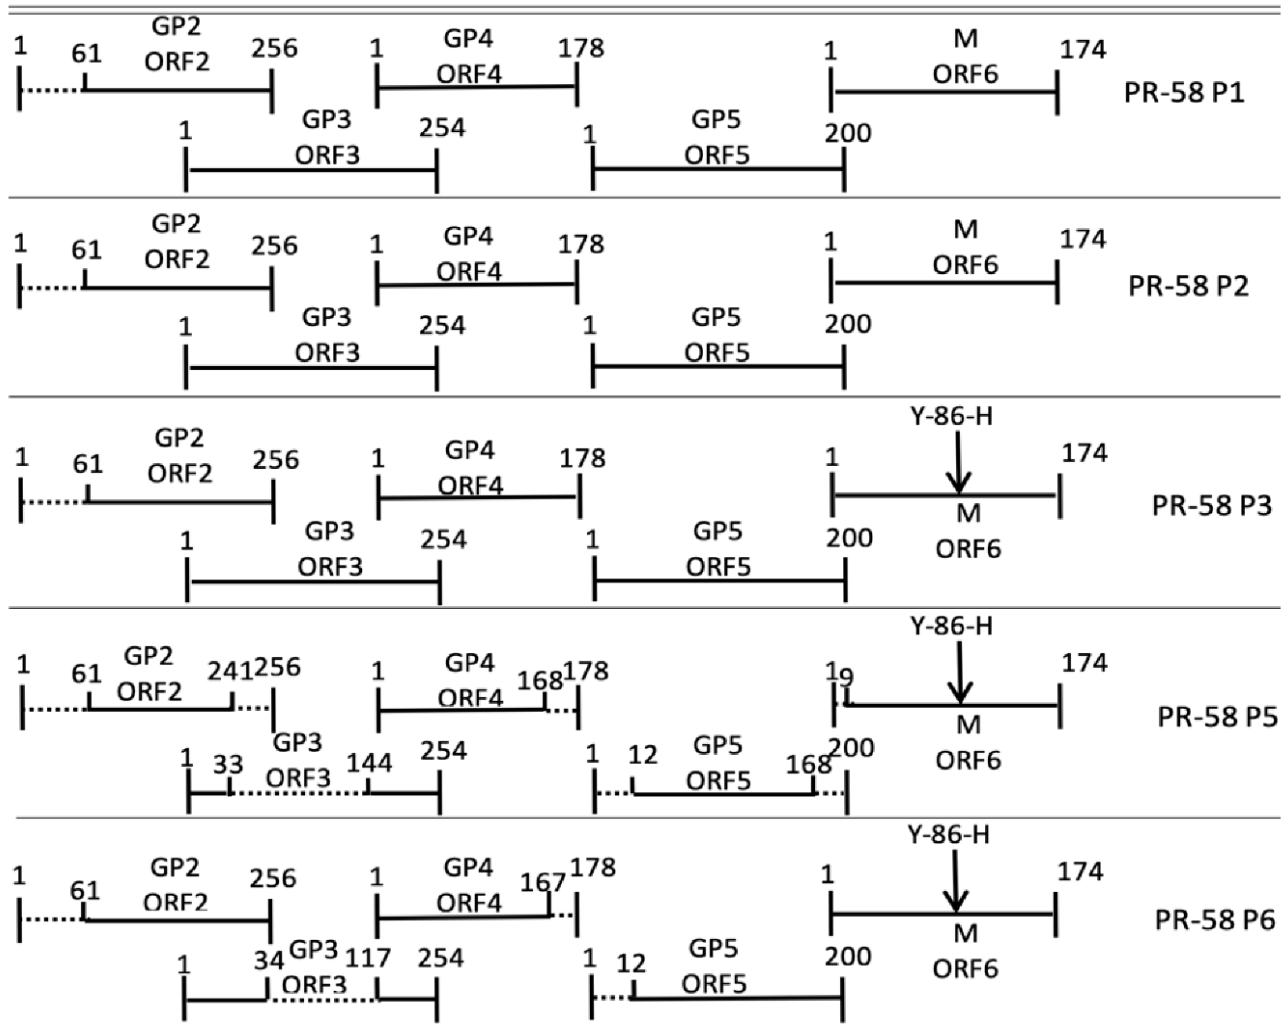 GP2
GP4
M
1
61
ORF2
256
1
ORF4
178
1
ORF6
174
PR-58 P1
1
GP3
ORF3
254
1
GP5
ORF5
200
GP2
GP4
M
1
61
ORF2
256
1
ORF4
178
1
ORF6
174
PR-58 P2
1
GP3
ORF3
254
1
GP5
ORF5
200
Y-86-H
GP2
GP4
1
61
ORF2
256
1
ORF4
178
1
174
M
ORF6
PR-58 P3
1
GP3
ORF3
254
1
GP5
ORF5
200
Y-86-H
GP2
GP4
1
61
ORF2
241
256
1
ORF4
168
178
1
9
174
M
ORF6
PR-58 P5
1
33
GP3
ORF3
144
254
1
12
GP5
ORF5
168
200
Y-86-H
GP2
GP4
1
61
ORF2
256
1
ORF4
167
178
1
174
M
ORF6
PR-58 P6
1
34
GP3
ORF3
117
254
1
12
GP5
ORF5
200